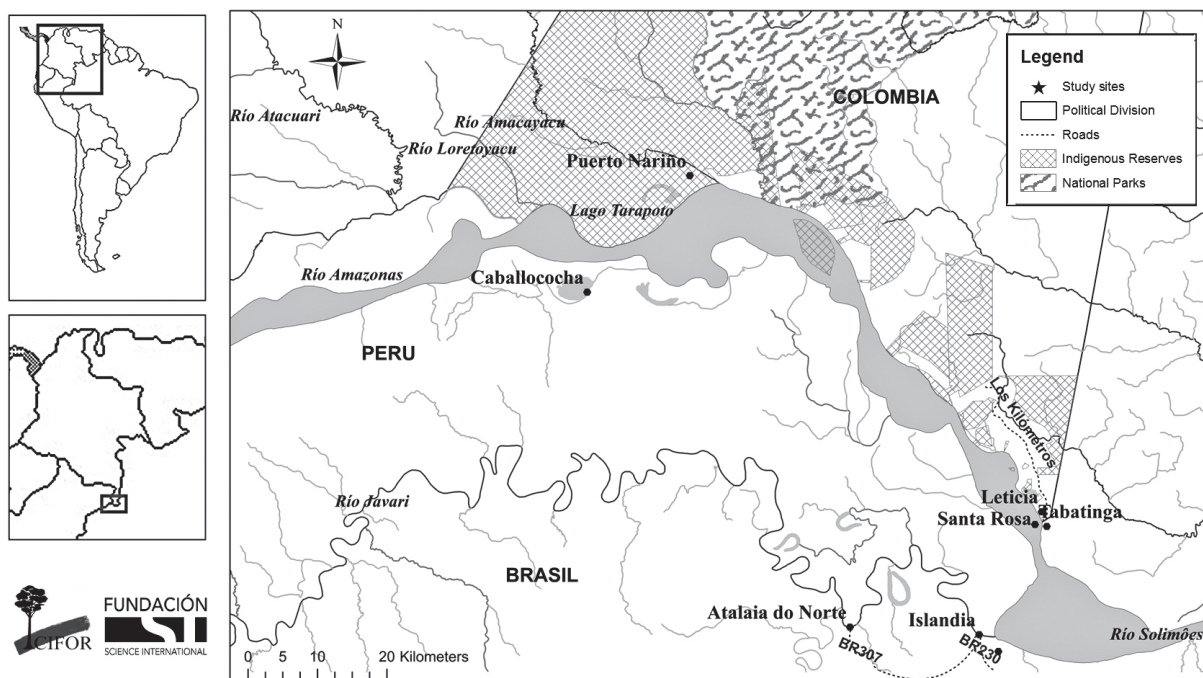 N
Legend
Study sites
Political Division
Roads
Indigenous Reserves
National Parks
COLOMBIA
Río Atacuari
Río Amacayacu
Río Loretoyacu
Puerto Nariño
Lago Tarapoto
Río Amazonas
Caballococha
PERU
Los Kilómetros
Río Javari
Leticia
Santa Rosa
Tabatinga
BRASIL
Atalaia do Norte
Islandia
Río Solimôes
BR307
BR230
0 5 10 20 Kilometers
CIFOR
FUNDACIÓN
SI
SCIENCE INTERNATIONAL